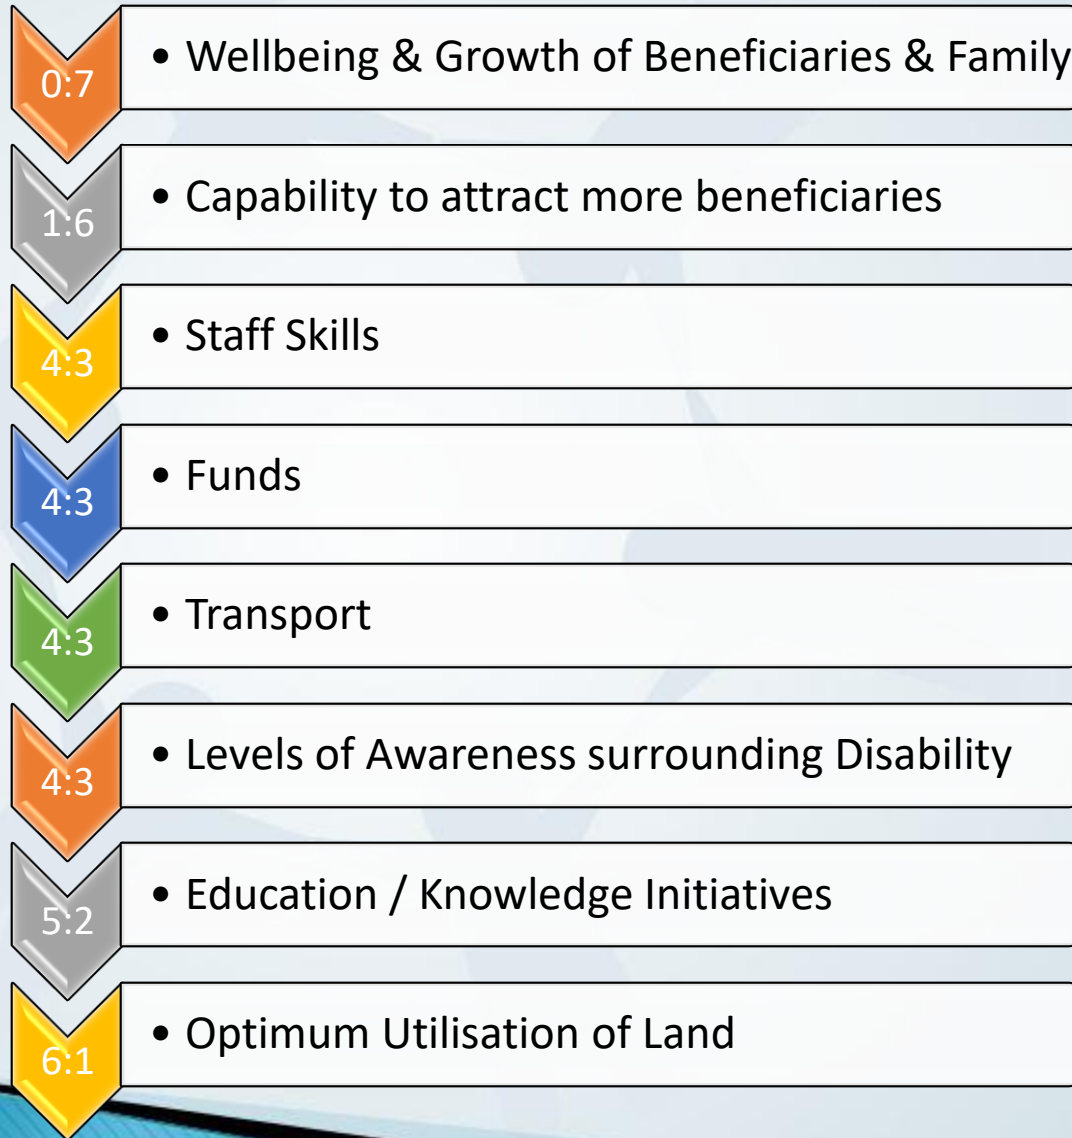 0:7
• Wellbeing & Growth of Beneficiaries & Family
1:6
• Capability to attract more beneficiaries
4:3
• Staff Skills
4:3
• Funds
4:3
• Transport
4:3
• Levels of Awareness surrounding Disability
5:2
• Education / Knowledge Initiatives
6:1
• Optimum Utilisation of Land